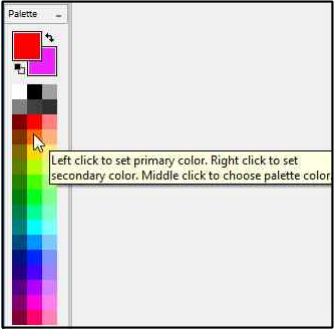 Palette
Left click to set primary color. Right click to set
secondary color. Middle click to choose palette color.